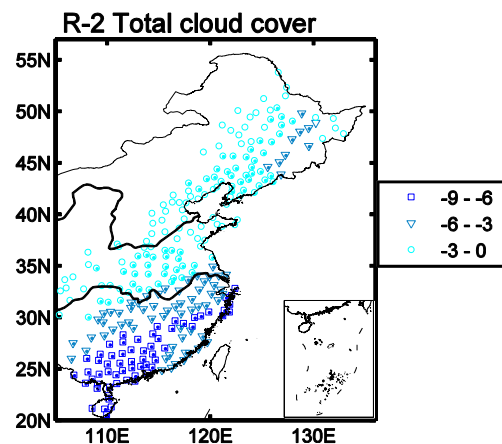 R-2 Total cloud cover
55N
50N
45N
40N
35N
30N
25N
20N
110E 120E 130E
-9 - -6
-6 - -3
-3 - 0